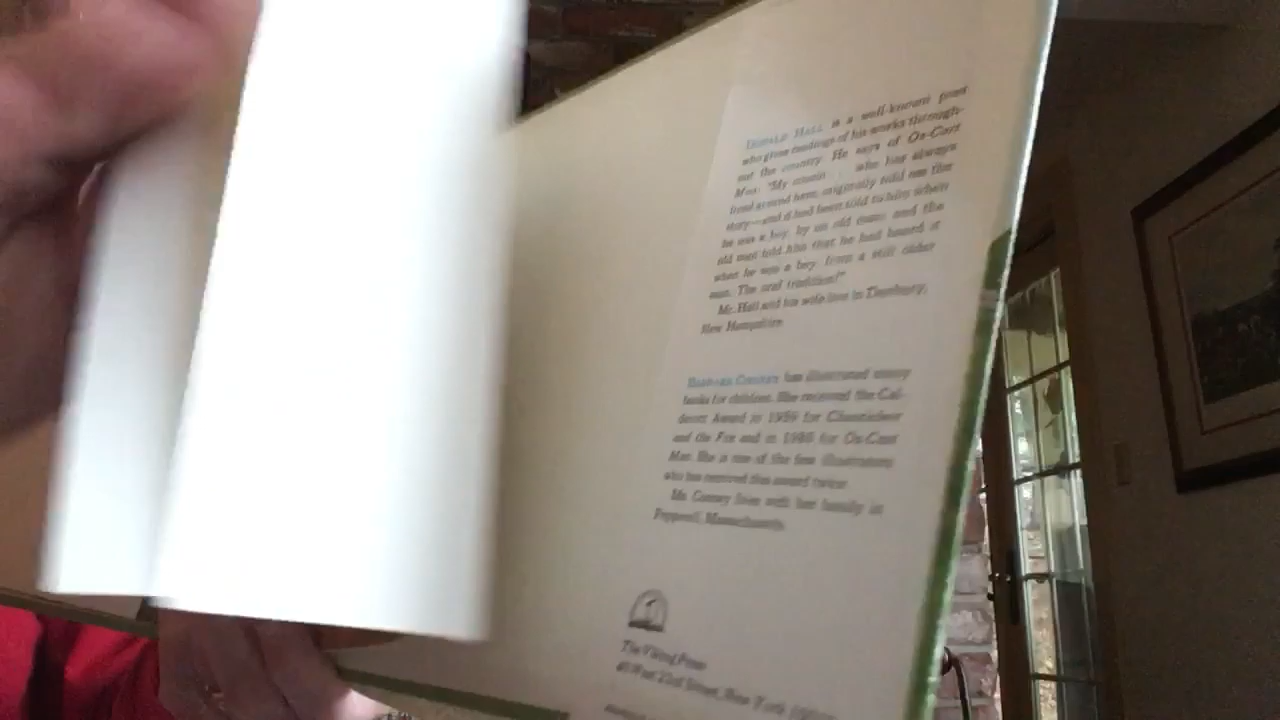 DONALD HALL is a well-known poet
who gives readings of his works through-
out the country. He says of Ox-Cart
Man: "My cousin . . . who has always
lived around here, originally told me the
story—and it had been told to him when
he was a boy, by an old man; and the
old man told him that he had heard it
when he was a boy, from a still older
man. The oral tradition!"
Mr. Hall and his wife live in Danbury,
New Hampshire.
BARBARA COONEY has illustrated many
books for children. She received the Cal-
decott Award in 1959 for Chanticleer
and the Fox and in 1980 for Ox-Cart
Man. She is one of the few illustrators
who has received this award twice.
Ms. Cooney lives with her family in
Pepperell, Massachusetts.
The Viking Press
40 West 23rd Street, New York